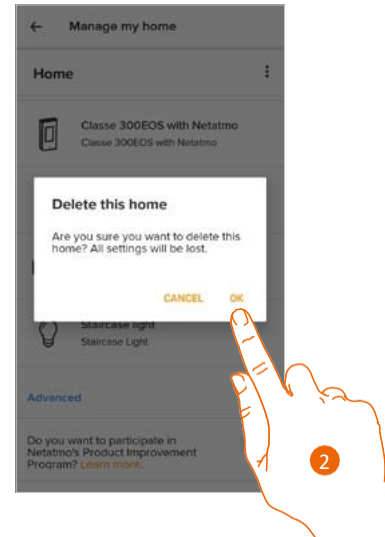 ← Manage my home
Home
Classe 300EOS with Netatmo
Classe 300EOS with Netatmo
Delete this home
Are you sure you want to delete this
home? All settings will be lost.
CANCEL OK
Staircase light
Staircase Light
Advanced
Do you want to participate in
Netatmo's Product Improvement
Program? Learn more.
2